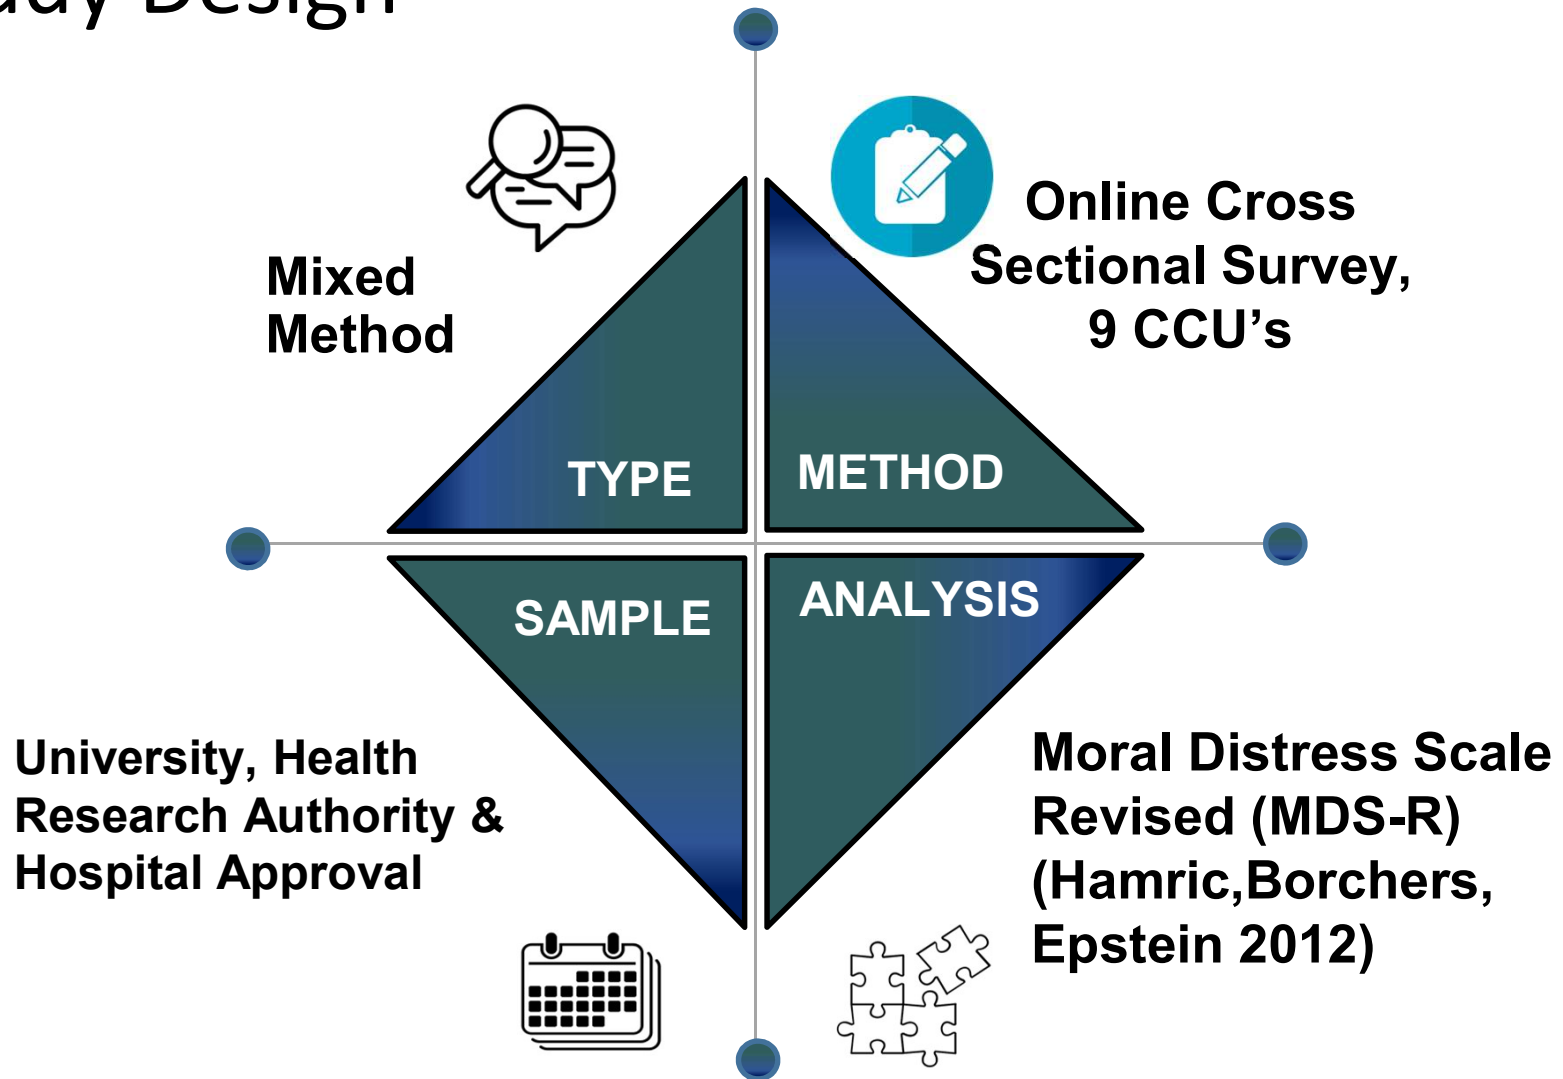 Design
Mixed
Method
Online Cross
Sectional Survey,
9 CCU’s
TYPE
METHOD
SAMPLE
ANALYSIS
University, Health
Research Authority &
Hospital Approval
Moral Distress Scale
Revised (MDS-R)
(Hamric,Borchers,
Epstein 2012)